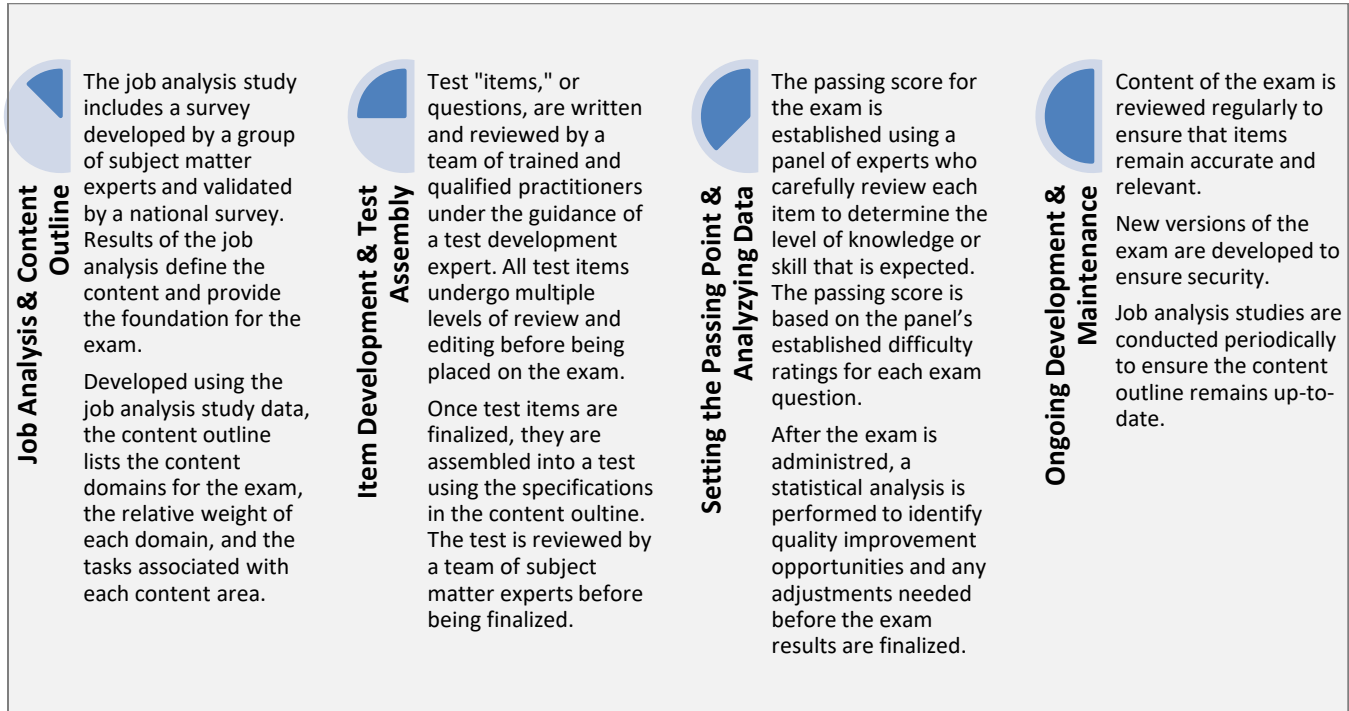 Job Analysis & Content
Outline
The job analysis study
includes a survey
developed by a group
of subject matter
experts and validated
by a national survey.
Results of the job
analysis define the
content and provide
the foundation for the
exam.
Developed using the
job analysis study data,
the content outline
lists the content
domains for the exam,
the relative weight of
each domain, and the
tasks associated with
each content area.
Item Development & Test
Assembly
Test "items," or
questions, are written
and reviewed by a
team of trained and
qualified practitioners
under the guidance of
a test development
expert. All test items
undergo multiple
levels of review and
editing before being
placed on the exam.
Once test items are
finalized, they are
assembled into a test
using the specifications
in the content oultine.
The test is reviewed by
a team of subject
matter experts before
being finalized.
Setting the Passing Point &
Analyzying Data
The passing score for
the exam is
established using a
panel of experts who
carefully review each
item to determine the
level of knowledge or
skill that is expected.
The passing score is
based on the panel’s
established difficulty
ratings for each exam
question.
After the exam is
administred, a
statistical analysis is
performed to identify
quality improvement
opportunities and any
adjustments needed
before the exam
results are finalized.
Ongoing Development &
Maintenance
Content of the exam is
reviewed regularly to
ensure that items
remain accurate and
relevant.
New versions of the
exam are developed to
ensure security.
Job analysis studies are
conducted periodically
to ensure the content
outline remains up-to-
date.